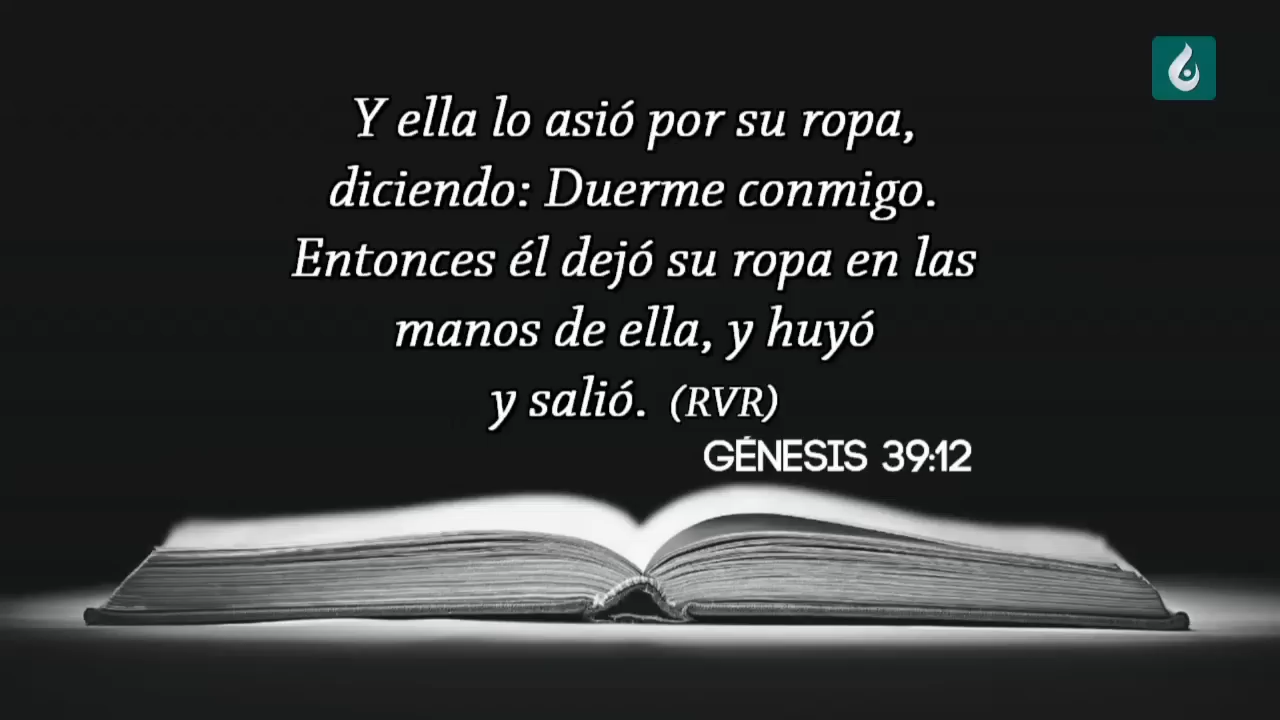 Y ella lo asió por su ropa,
diciendo: Duerme conmigo.
Entonces él dejó su ropa en las
manos de ella, y huyó
y salió. (RVR)
GÉNESIS 39:12